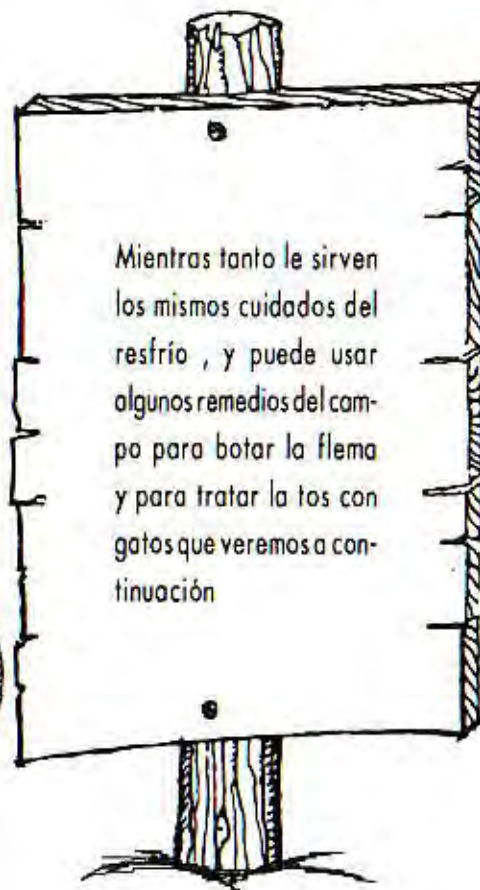 Mientras tanto le sirven
los mismos cuidados del
resfrío , y puede usar
algunos remedios del cam-
po para botar la flema
y para tratar la tos con
gatos que veremos a con-
tinuación